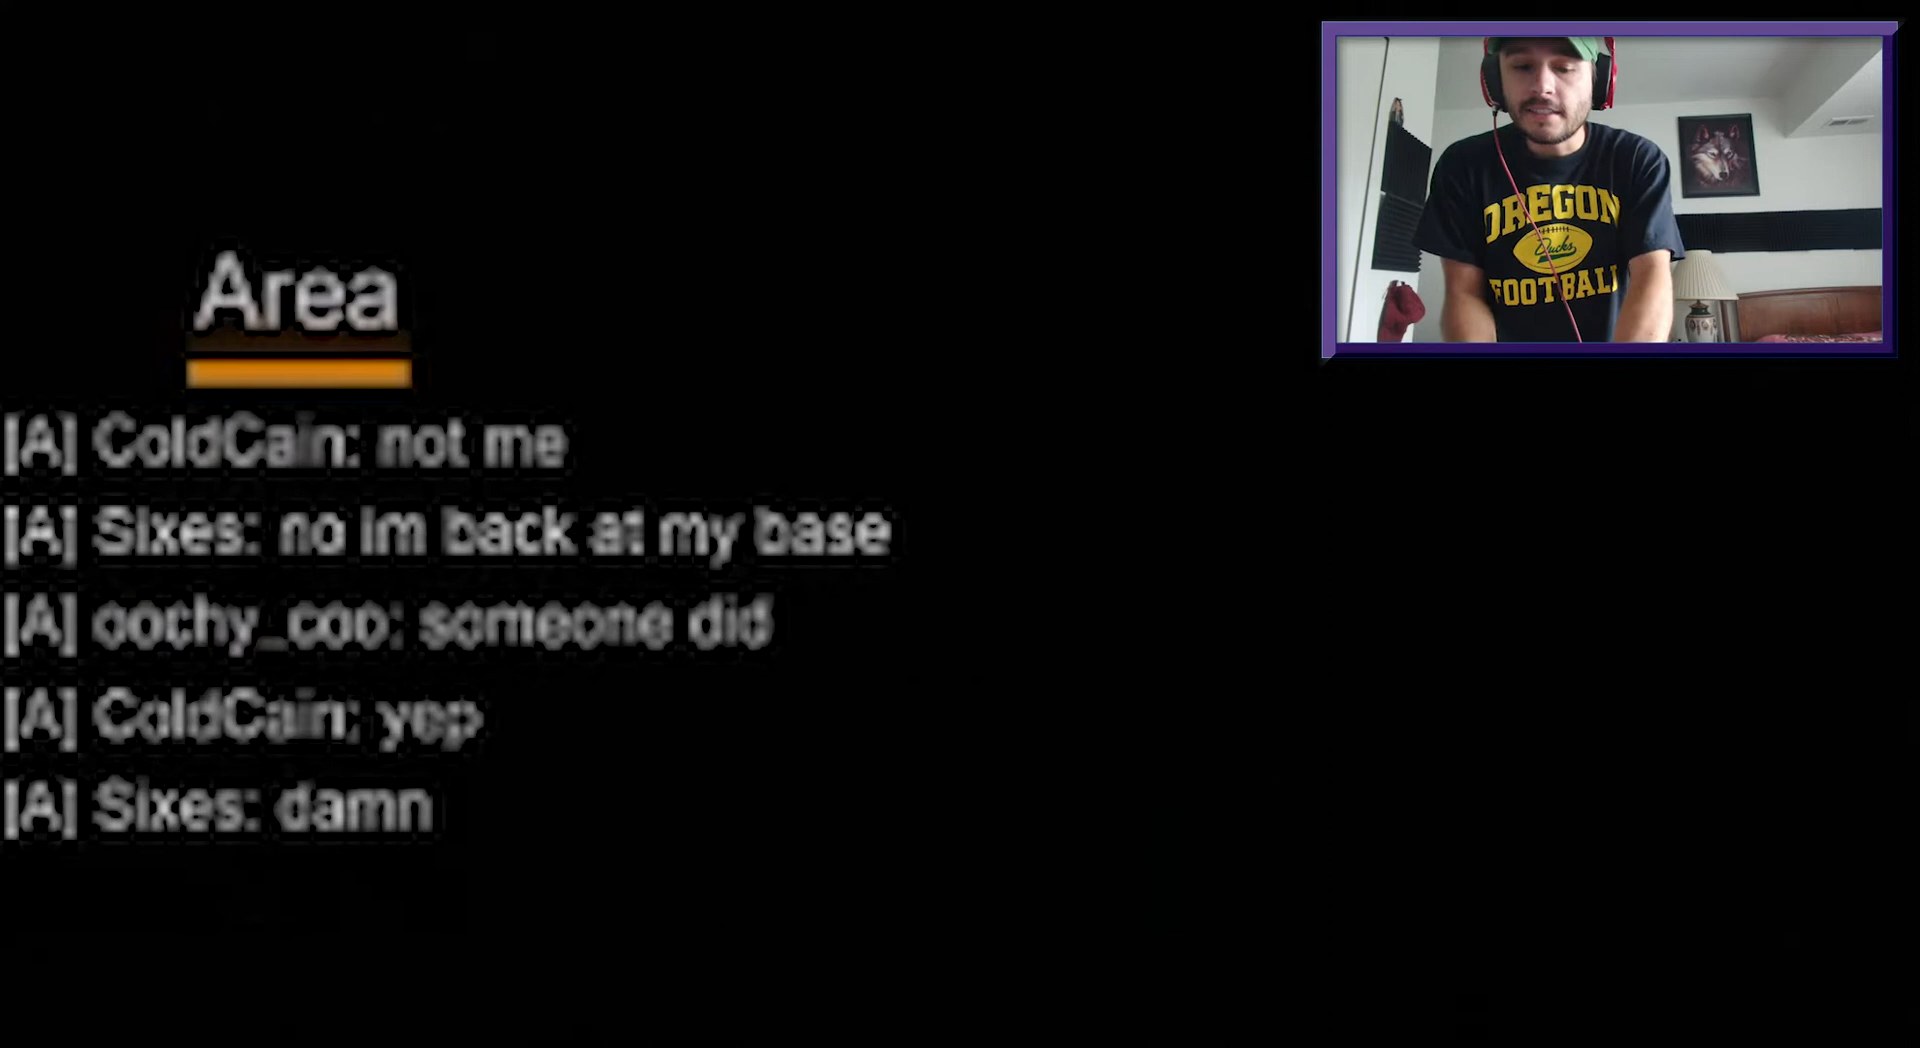 Area
[A] ColdCain: not me
[A] Sixes: no im back at my base
[A] oochy_coo: someone did
[A] ColdCain: yep
[A] Sixes: damn
OREGON
Ducks
FOOTBALL